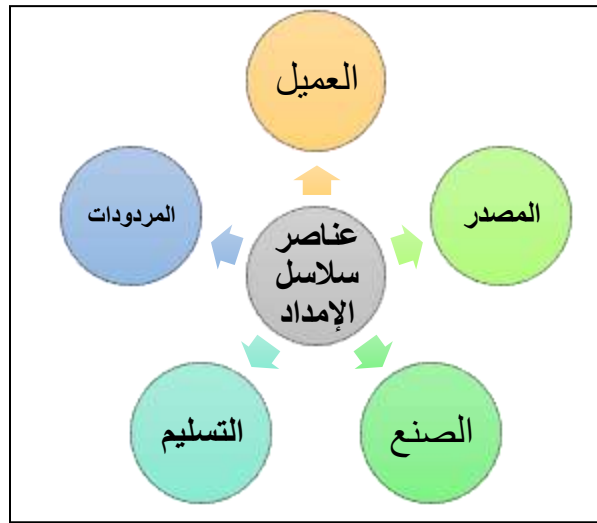 العميل
المصدر
المردودات
عناصر
سلاسل
الإمداد
التسليم
الصنع